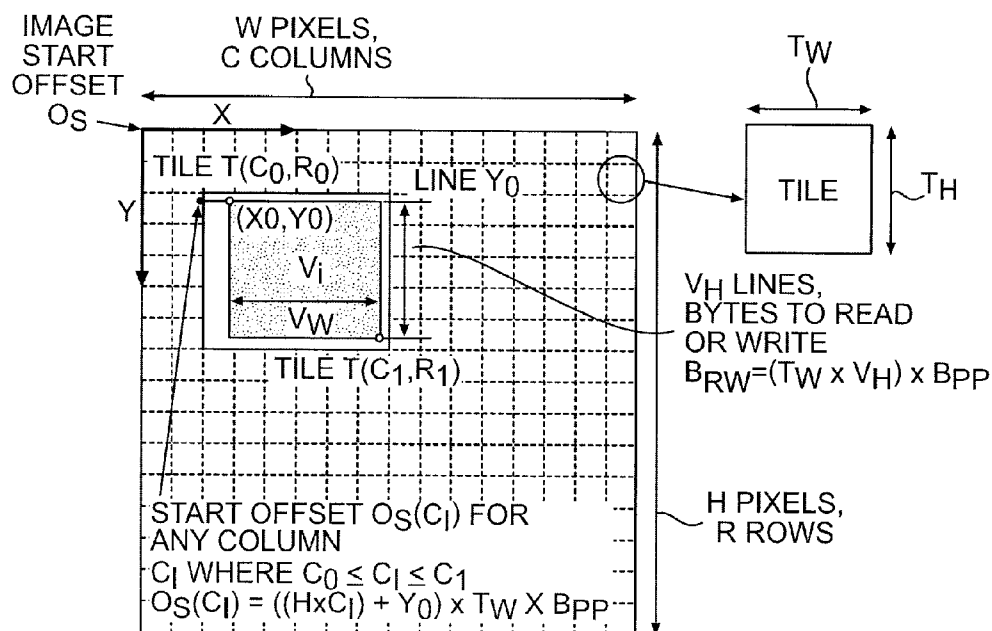 IMAGE
START
OFFSET
OS
W PIXELS,
C COLUMNS
X
Y
TILE T(C0,R0)
LINE Y0
(X0,Y0)
Vi
VW
TILE T(C1,R1)
TW
TILE
TH
VH LINES,
BYTES TO READ
OR WRITE
BRW=(TW x VH) x BPP
START OFFSET OS(CI) FOR
ANY COLUMN
CI WHERE C0 ≤ CI ≤ C1
OS(CI) = ((HxCI) + Y0) x TW X BPP
H PIXELS,
R ROWS